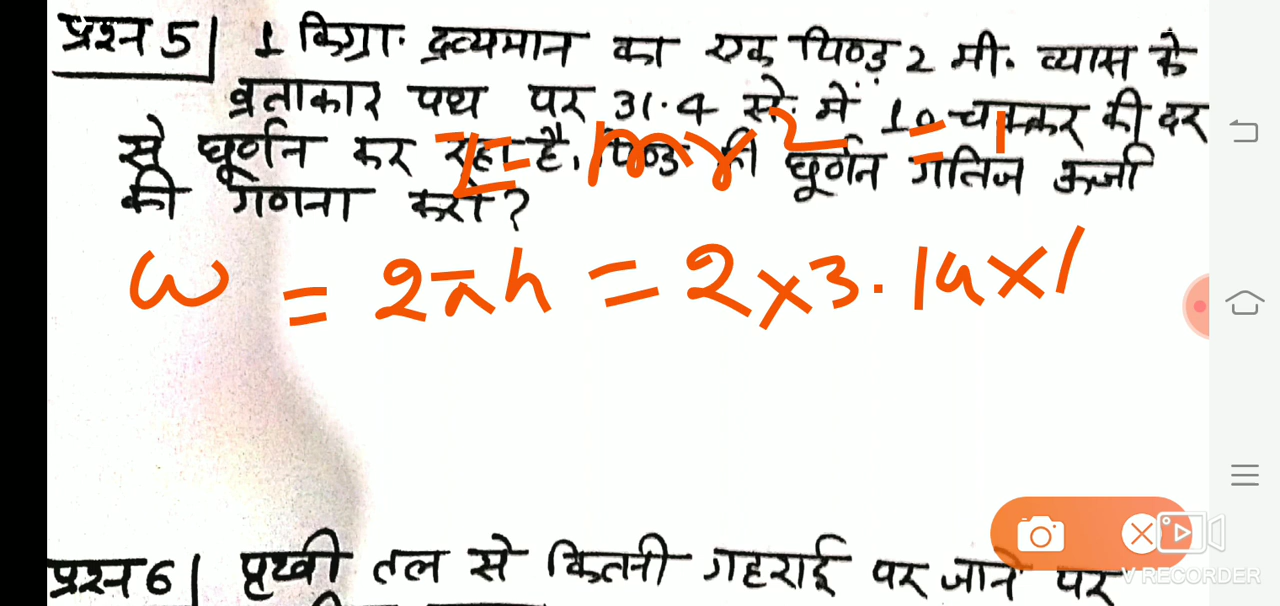 प्रश्न 5| 1 किग्रा. द्रव्यमान का एक पिण्ड 2 मी. व्यास के
व्रताकार पथ पर 31.4 से. में 10 चक्कर की दर
से घूर्णन कर रहा है, पिण्ड की घूर्णन गतिज ऊर्जा
I = mr² = 1
की गणना करो?
ω = 2πn = 2×3.14×1
प्रश्न 6| पृथ्वी तल से कितनी गहराई पर जाने पर
V RECORDER